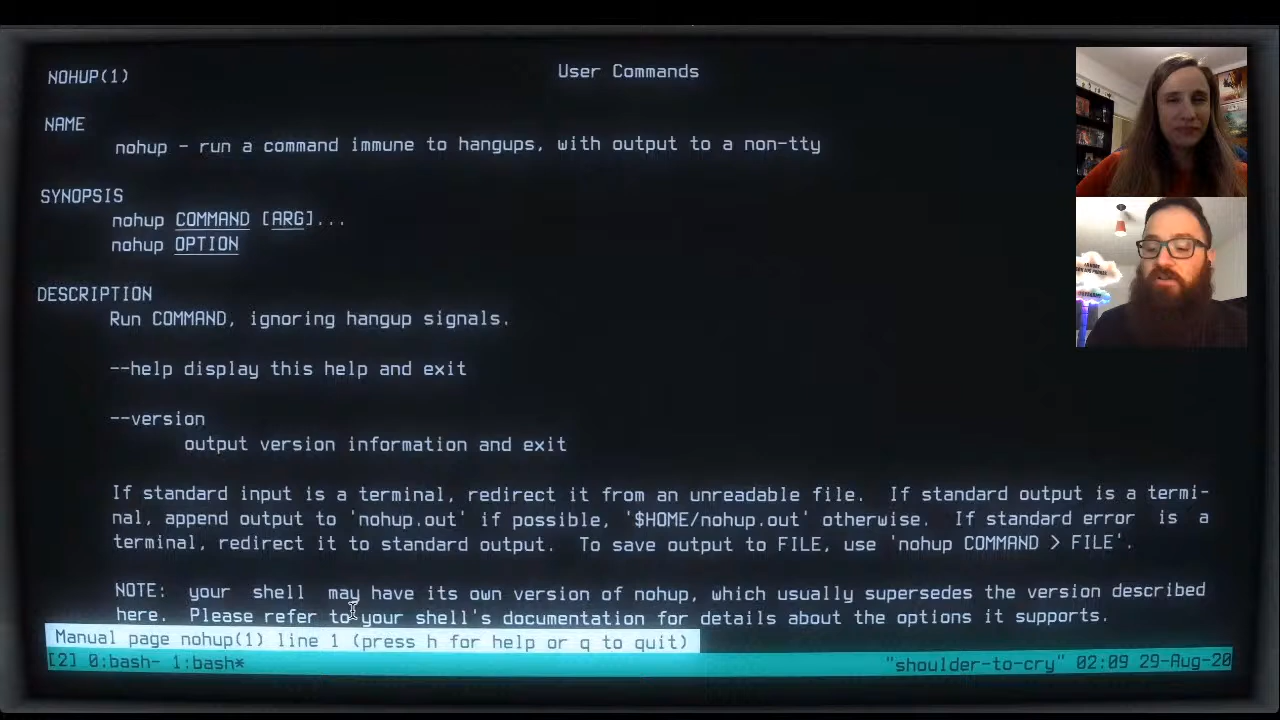 NOHUP(1) User Commands
NAME
nohup - run a command immune to hangups, with output to a non-tty
SYNOPSIS
nohup COMMAND [ARG]...
nohup OPTION
DESCRIPTION
Run COMMAND, ignoring hangup signals.
--help display this help and exit
--version
output version information and exit
If standard input is a terminal, redirect it from an unreadable file. If standard output is a termi-
nal, append output to 'nohup.out' if possible, '$HOME/nohup.out' otherwise. If standard error is a
terminal, redirect it to standard output. To save output to FILE, use 'nohup COMMAND > FILE'.
NOTE: your shell may have its own version of nohup, which usually supersedes the version described
here. Please refer to your shell's documentation for details about the options it supports.
Manual page nohup(1) line 1 (press h for help or q to quit)
[2] 0:bash- 1:bash* "shoulder-to-cry" 02:09 29-Aug-20